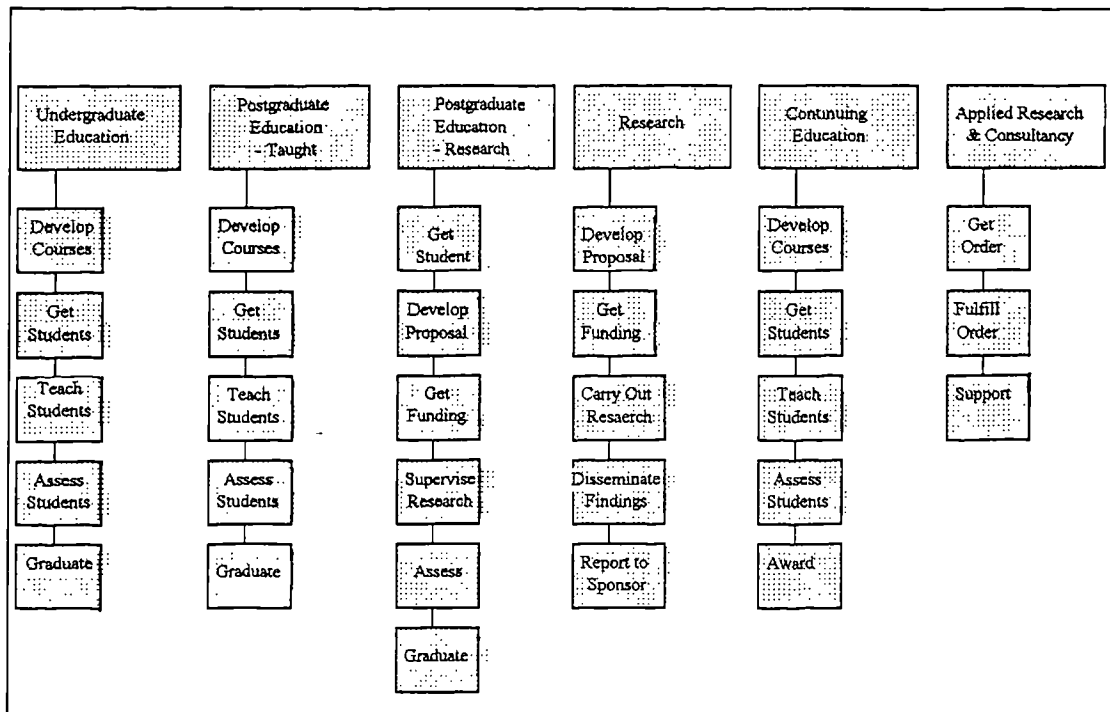 Undergraduate
Education
Develop
Courses
Get
Students
Teach
Students
Assess
Students
Graduate
Postgraduate
Education
- Taught
Develop
Courses
Get
Students
Teach
Students
Assess
Students
Graduate
Postgraduate
Education
- Research
Get
Student
Develop
Proposal
Get
Funding
Supervise
Research
Assess
Graduate
Research
Develop
Proposal
Get
Funding
Carry Out
Resaerch
Disseminate
Findings
Report to
Sponsor
Continuing
Education
Develop
Courses
Get
Students
Teach
Students
Assess
Students
Award
Applied Research
& Consultancy
Get
Order
Fulfill
Order
Support